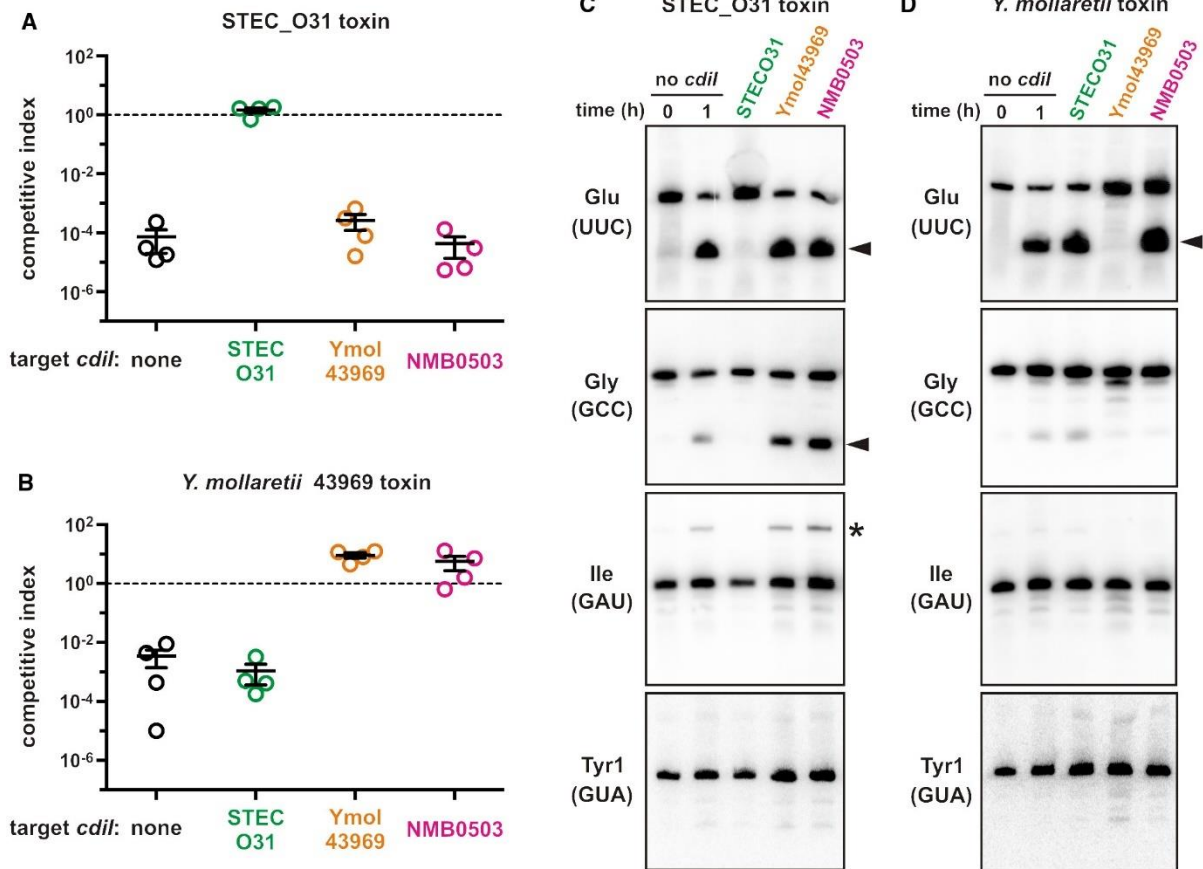 A
STEC_O31 toxin
competitive index
10²
10⁰
10⁻²
10⁻⁴
10⁻⁶
target cdiI: none
STEC O31
Ymol 43969
NMB0503
B
Y. mollaretii 43969 toxin
competitive index
10²
10⁰
10⁻²
10⁻⁴
10⁻⁶
target cdiI: none
STEC O31
Ymol 43969
NMB0503
C
STEC_O31 toxin
no cdiI
STECO31
Ymol43969
NMB0503
time (h) 0 1
Glu (UUC)
Gly (GCC)
Ile (GAU)
*
Tyr1 (GUA)
D
Y. mollaretii toxin
no cdiI
STECO31
Ymol43969
NMB0503
time (h) 0 1
Glu (UUC)
Gly (GCC)
Ile (GAU)
Tyr1 (GUA)